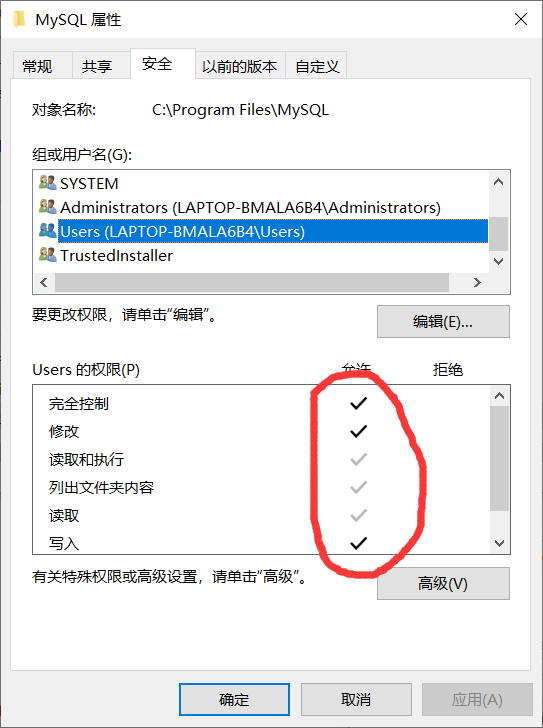 MySQL 属性
常规 共享 安全 以前的版本 自定义
对象名称: C:\Program Files\MySQL
组或用户名(G):
SYSTEM
Administrators (LAPTOP-BMALA6B4\Administrators)
Users (LAPTOP-BMALA6B4\Users)
TrustedInstaller
要更改权限，请单击“编辑”。
编辑(E)...
Users 的权限(P) 允许 拒绝
完全控制
修改
读取和执行
列出文件夹内容
读取
写入
有关特殊权限或高级设置，请单击“高级”。
高级(V)
确定 取消 应用(A)